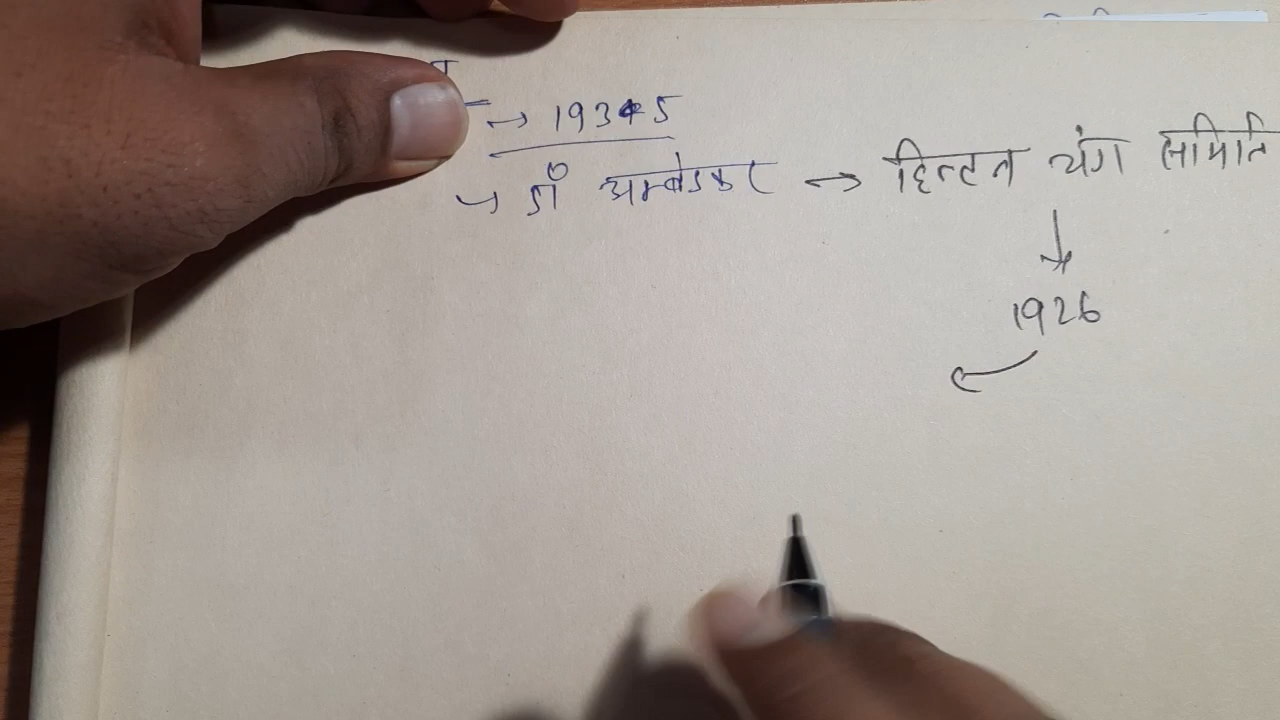 → 1935
→ डॉ अम्बेडकर → हिल्टन यंग समिति
↓
1926